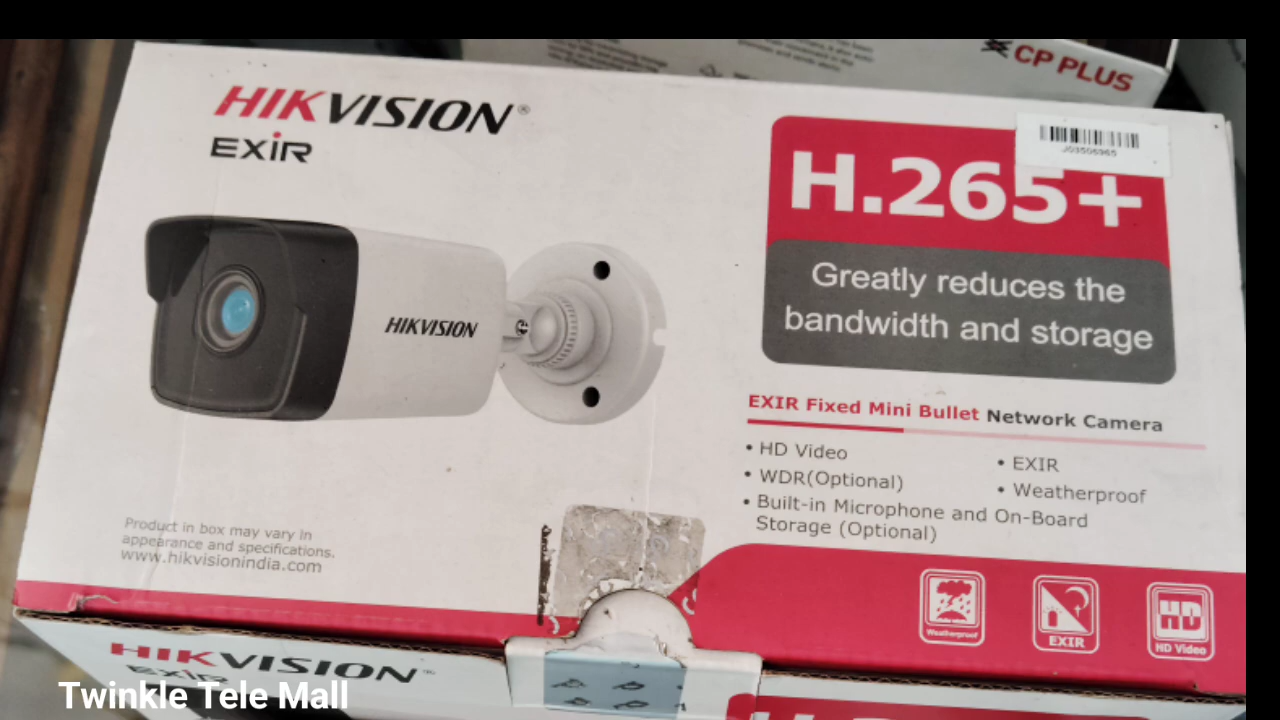 CP PLUS
HIKVISION®
EXIR
J03506965
H.265+
Greatly reduces the
bandwidth and storage
HIKVISION
EXIR Fixed Mini Bullet Network Camera
• HD Video
• WDR(Optional)
• Built-in Microphone and On-Board
Storage (Optional)
• EXIR
• Weatherproof
Product in box may vary in
appearance and specifications.
www.hikvisionindia.com
Weatherproof
EXIR
HD
HD Video
HIKVISION
EXIR
Twinkle Tele Mall